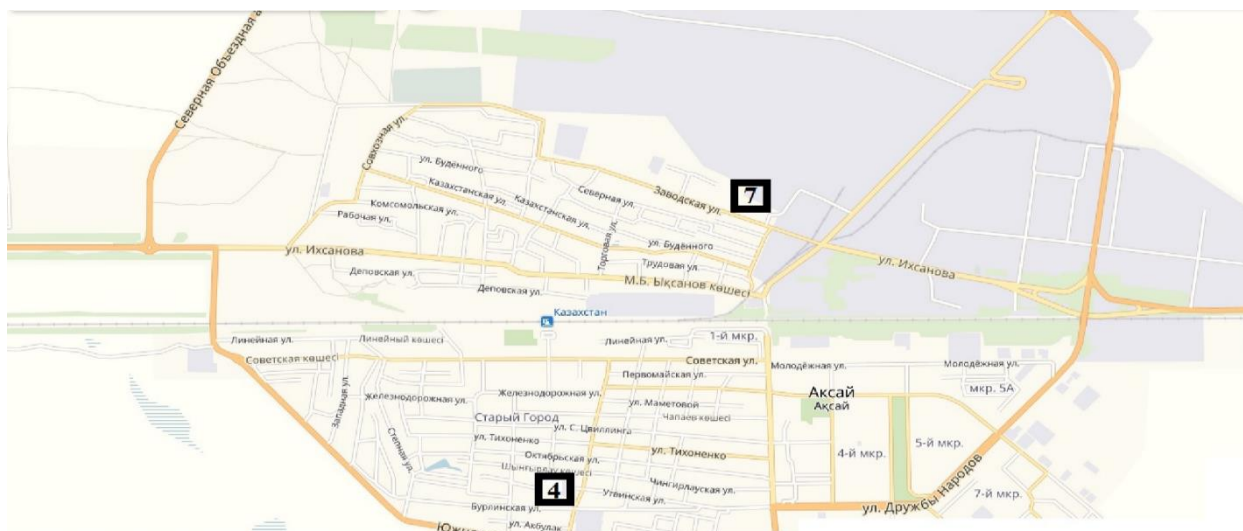 Северная Объездная а
Совхозная ул.
ул. Будённого
Казахстанская ул.
Казахстанская ул.
Северная ул.
Заводская ул.
7
Комсомольская ул.
Рабочая ул.
Торговая ул.
ул. Будённого
Трудовая ул.
ул. Ихсанова
ул. Ихсанова
Деповская ул.
Деповская ул.
М.Б. Ықсанов көшесі
Казахстан
Линейная ул.
Линейный көшесі
Линейная ул.
1-й мкр.
Советская көшесі
Советская ул.
Молодёжная ул.
Молодёжная ул.
Первомайская ул.
мкр. 5А
Западная ул.
Железнодорожная ул.
Железнодорожная ул.
ул. Маметовой
Чапаев көшесі
Аксай
Ақсай
Старый Город
ул. С. Цвиллинга
Степная ул.
ул. Тихоненко
ул. Тихоненко
Октябрьская ул.
Шыңғырлау көшесі
4-й мкр.
5-й мкр.
4
Чингирлауская ул.
Утвинская ул.
7-й мкр.
Бурлинская ул.
ул. Дружбы Народов
ул. Акбулак